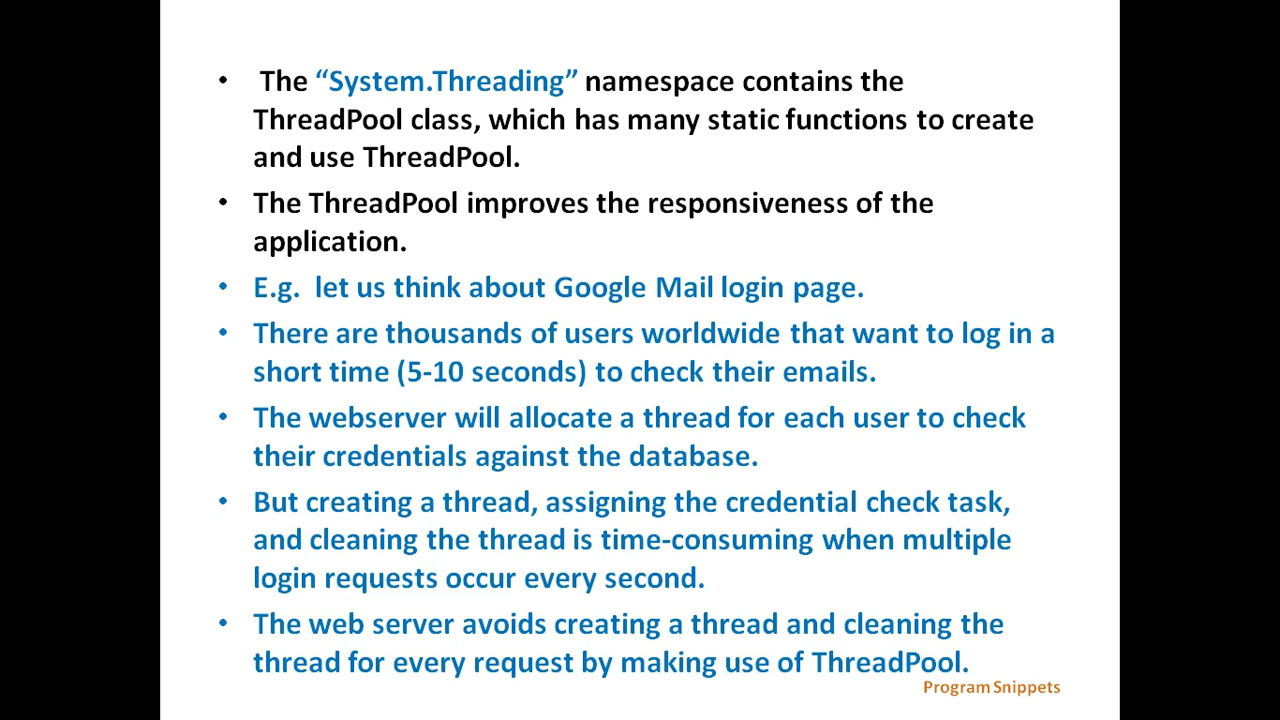 • The “System.Threading” namespace contains the
ThreadPool class, which has many static functions to create
and use ThreadPool.
• The ThreadPool improves the responsiveness of the
application.
• E.g. let us think about Google Mail login page.
• There are thousands of users worldwide that want to log in a
short time (5-10 seconds) to check their emails.
• The webserver will allocate a thread for each user to check
their credentials against the database.
• But creating a thread, assigning the credential check task,
and cleaning the thread is time-consuming when multiple
login requests occur every second.
• The web server avoids creating a thread and cleaning the
thread for every request by making use of ThreadPool.
Program Snippets